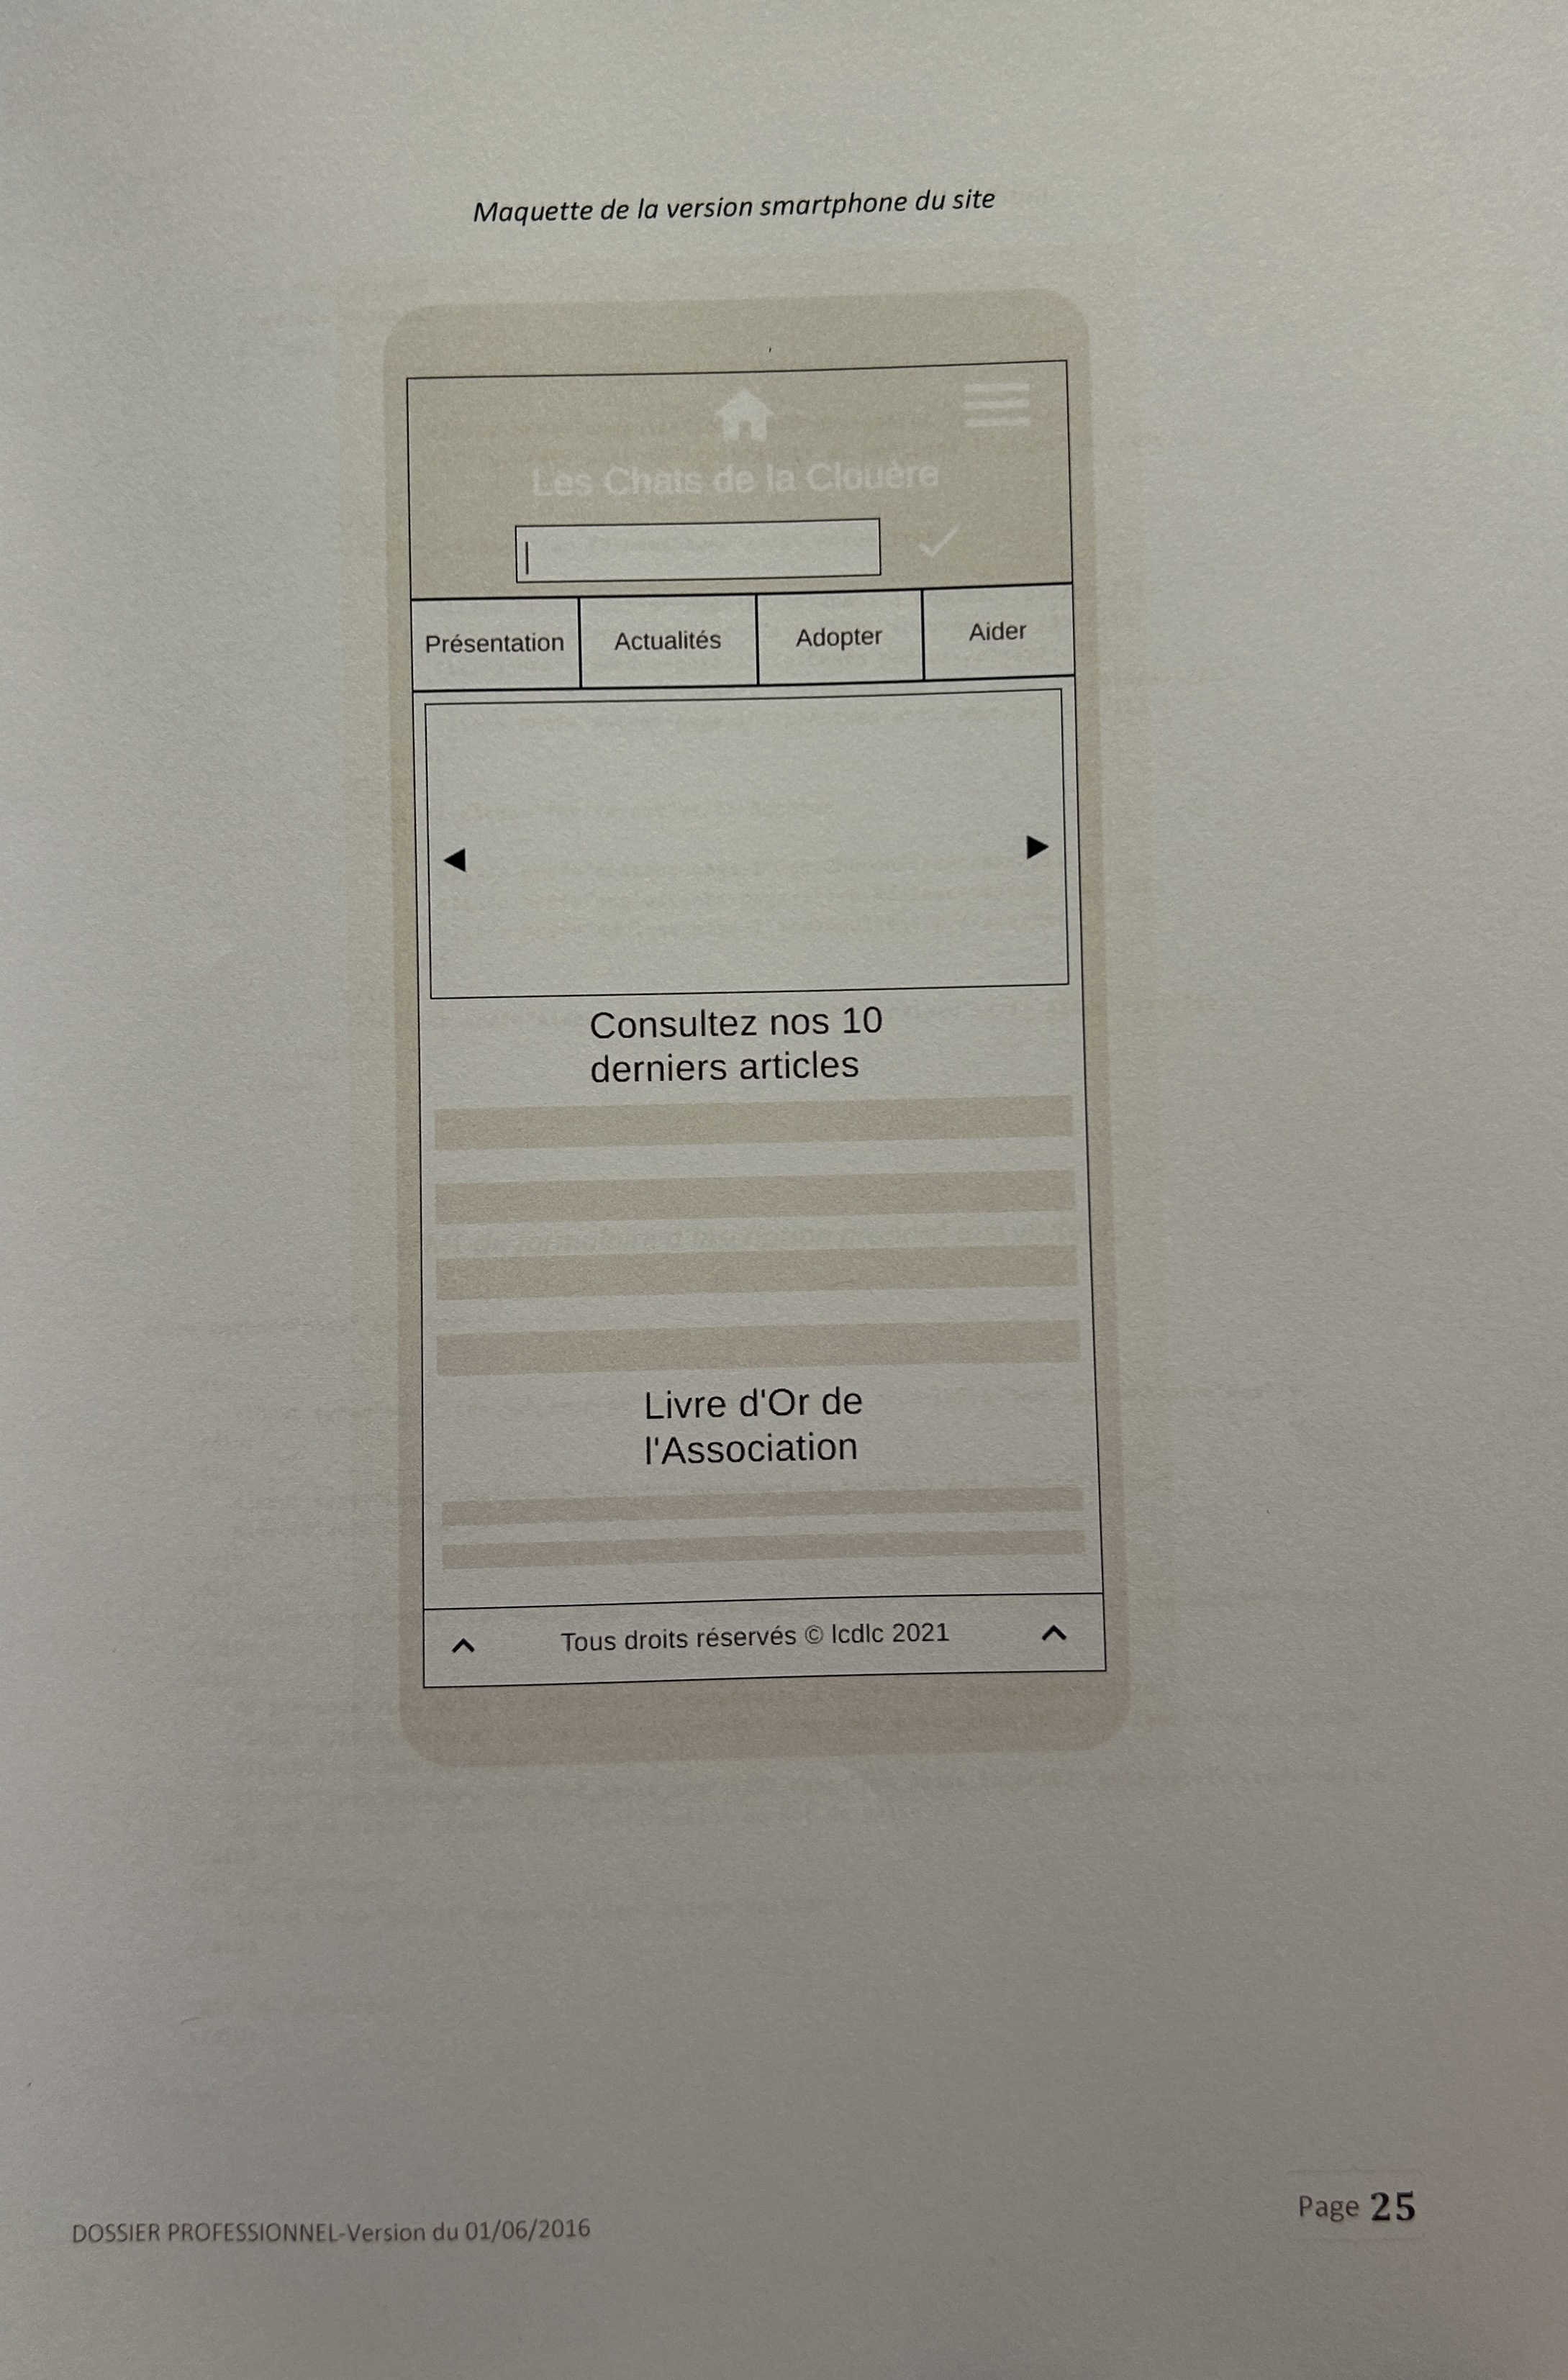 Maquette de la version smartphone du site
Les Chats de la Clouère
Présentation
Actualités
Adopter
Aider
Consultez nos 10
derniers articles
Livre d'Or de
l'Association
Tous droits réservés © lcdlc 2021
DOSSIER PROFESSIONNEL-Version du 01/06/2016
Page 25